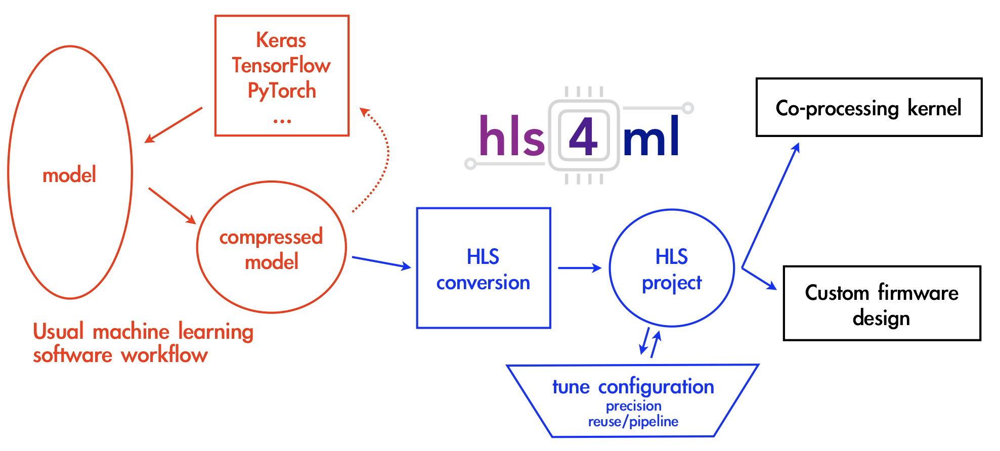 Keras
TensorFlow
PyTorch
...
model
compressed
model
Usual machine learning
software workflow
hls4ml
HLS
conversion
HLS
project
tune configuration
precision
reuse/pipeline
Co-processing kernel
Custom firmware
design